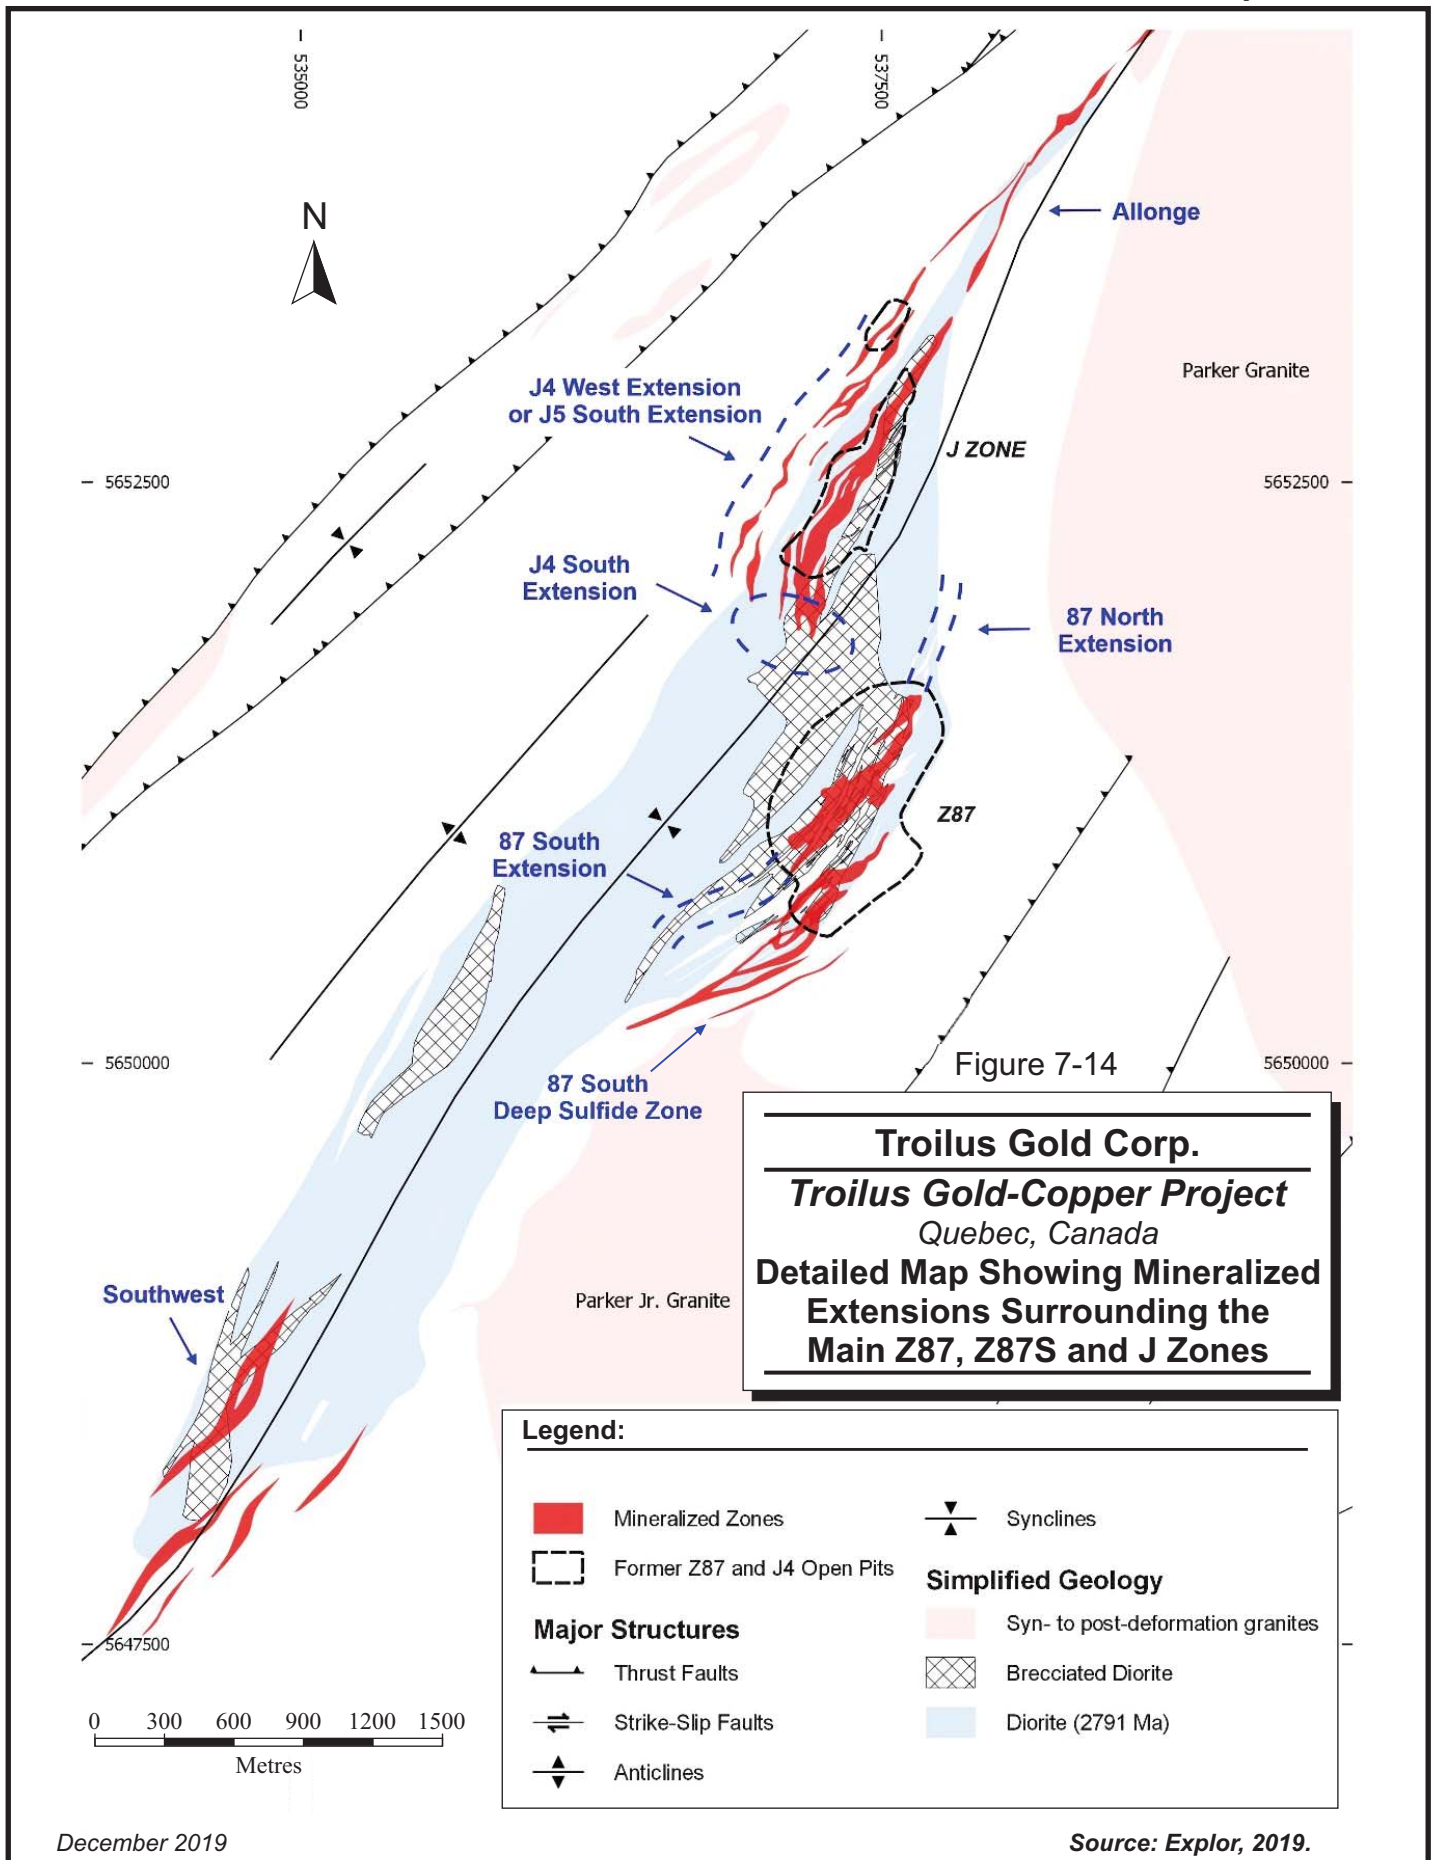 535000
537500
N
Allonge
Parker Granite
J4 West Extension
or J5 South Extension
J ZONE
5652500
5652500
J4 South
Extension
87 North
Extension
Z87
87 South
Extension
5650000
5650000
87 South
Deep Sulfide Zone
Figure 7-14
Troilus Gold Corp.
Troilus Gold-Copper Project
Quebec, Canada
Detailed Map Showing Mineralized
Extensions Surrounding the
Main Z87, Z87S and J Zones
Southwest
Parker Jr. Granite
5647500
Legend:
Mineralized Zones
Former Z87 and J4 Open Pits
Major Structures
Thrust Faults
Strike-Slip Faults
Anticlines
Synclines
Simplified Geology
Syn- to post-deformation granites
Brecciated Diorite
Diorite (2791 Ma)
0 300 600 900 1200 1500
Metres
December 2019
Source: Explor, 2019.